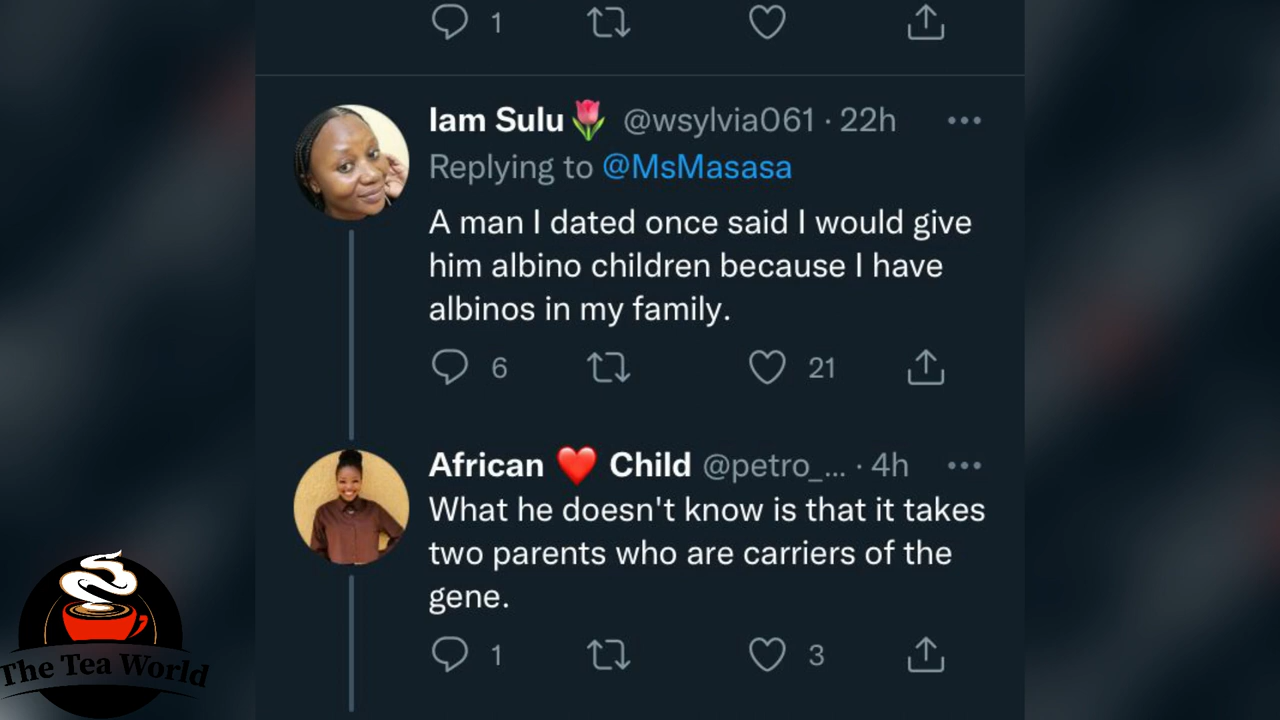 1
Iam Sulu🌷 @wsylvia061 · 22h
Replying to @MsMasasa
A man I dated once said I would give
him albino children because I have
albinos in my family.
6 21
African ❤️ Child @petro_... · 4h
What he doesn't know is that it takes
two parents who are carriers of the
gene.
1 3
The Tea World